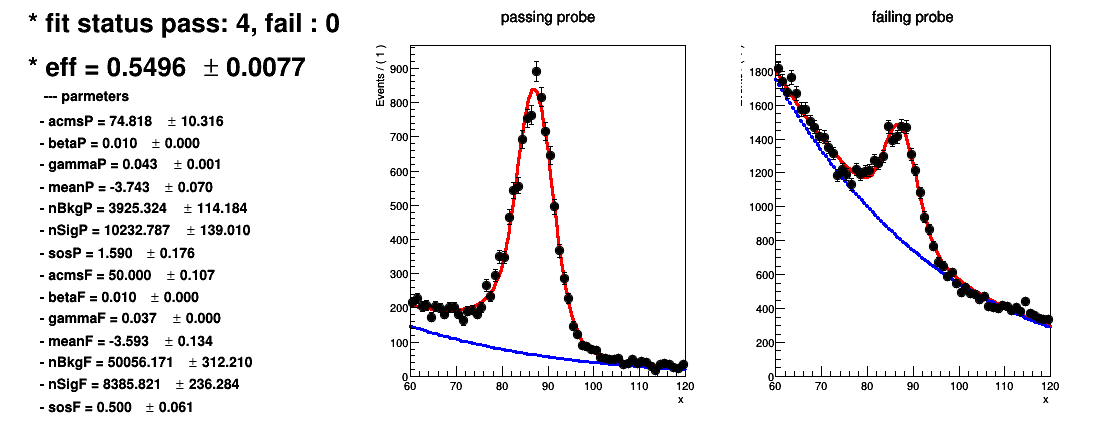 * fit status pass: 4, fail : 0
* eff = 0.5496 ± 0.0077
--- parmeters
- acmsP = 74.818 ± 10.316
- betaP = 0.010 ± 0.000
- gammaP = 0.043 ± 0.001
- meanP = -3.743 ± 0.070
- nBkgP = 3925.324 ± 114.184
- nSigP = 10232.787 ± 139.010
- sosP = 1.590 ± 0.176
- acmsF = 50.000 ± 0.107
- betaF = 0.010 ± 0.000
- gammaF = 0.037 ± 0.000
- meanF = -3.593 ± 0.134
- nBkgF = 50056.171 ± 312.210
- nSigF = 8385.821 ± 236.284
- sosF = 0.500 ± 0.061
passing probe
Events / ( 1 )
900
800
700
600
500
400
300
200
100
0
60 70 80 90 100 110 120
x
failing probe
1800
1600
1400
1200
1000
800
600
400
200
0
60 70 80 90 100 110 120
x